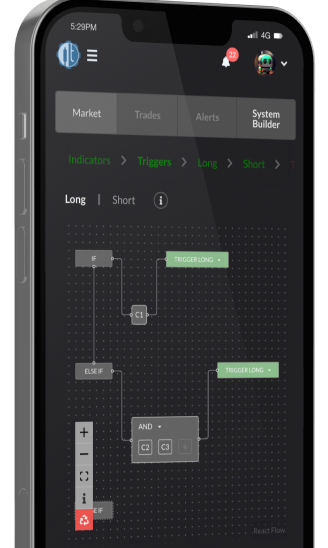 5:29PM
4G
22
Market
Trades
Alerts
System
Builder
Indicators > Triggers > Long > Short >
Long | Short i
IF
TRIGGER LONG
C1
ELSE IF
TRIGGER LONG
AND
C2 C3 +
+
−
i
SE IF
React Flow